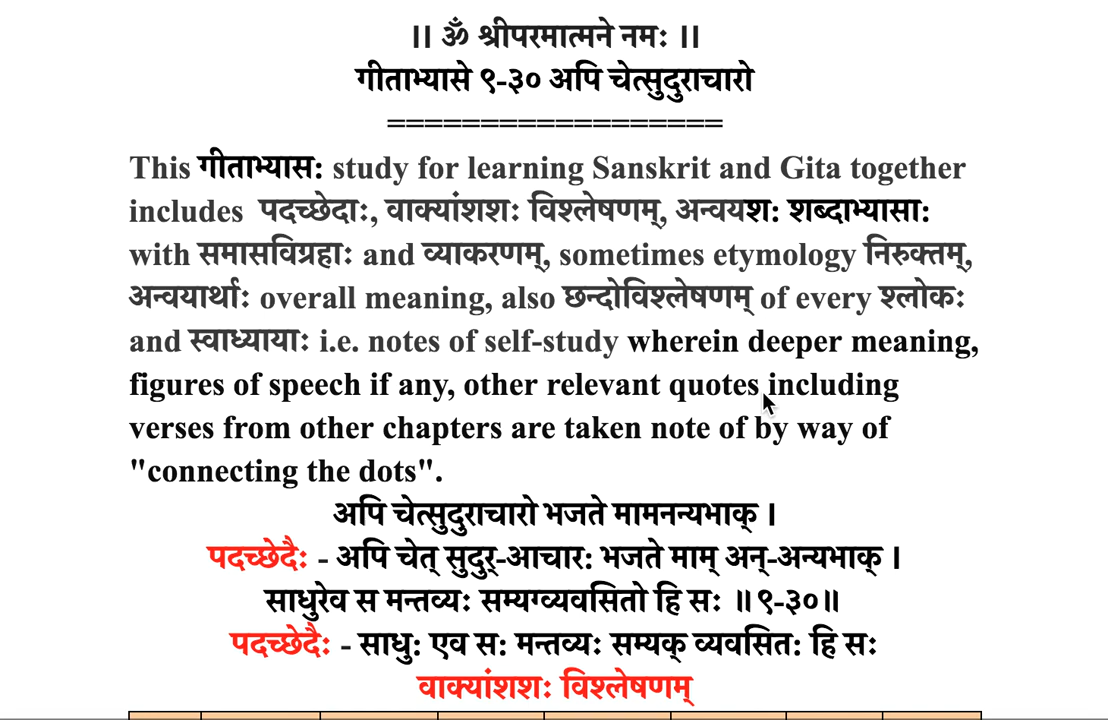 ।। ॐ श्रीपरमात्मने नमः ।।
गीताभ्यासे ९-३० अपि चेत्सुदुराचारो
==================
This गीताभ्यास: study for learning Sanskrit and Gita together
includes पदच्छेदाः, वाक्यांशशः विश्लेषणम्, अन्वयश: शब्दाभ्यासा:
with समासविग्रहाः and व्याकरणम्, sometimes etymology निरुक्तम्,
अन्वयार्थाः overall meaning, also छन्दोविश्लेषणम् of every श्लोकः
and स्वाध्यायाः i.e. notes of self-study wherein deeper meaning,
figures of speech if any, other relevant quotes including
verses from other chapters are taken note of by way of
"connecting the dots".
अपि चेत्सुदुराचारो भजते मामनन्यभाक् ।
पदच्छेदैः - अपि चेत् सुदुर्-आचार: भजते माम् अन्-अन्यभाक् ।
साधुरेव स मन्तव्यः सम्यग्व्यवसितो हि सः ॥ ९-३०॥
पदच्छेदैः - साधु: एव स: मन्तव्यः सम्यक् व्यवसित: हि सः
वाक्यांशशः विश्लेषणम्